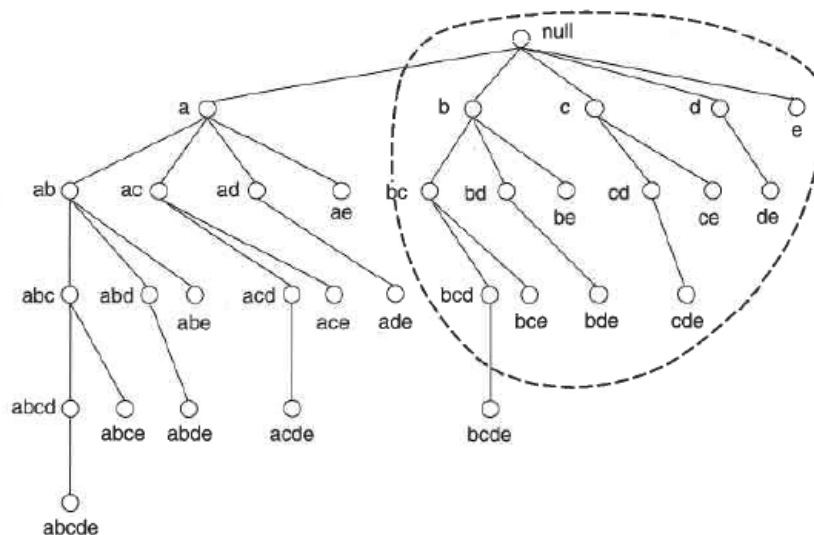 null
a b c d e
ab ac ad ae bc bd be cd ce de
abc abd abe acd ace ade bcd bce bde cde
abcd abce abde acde bcde
abcde